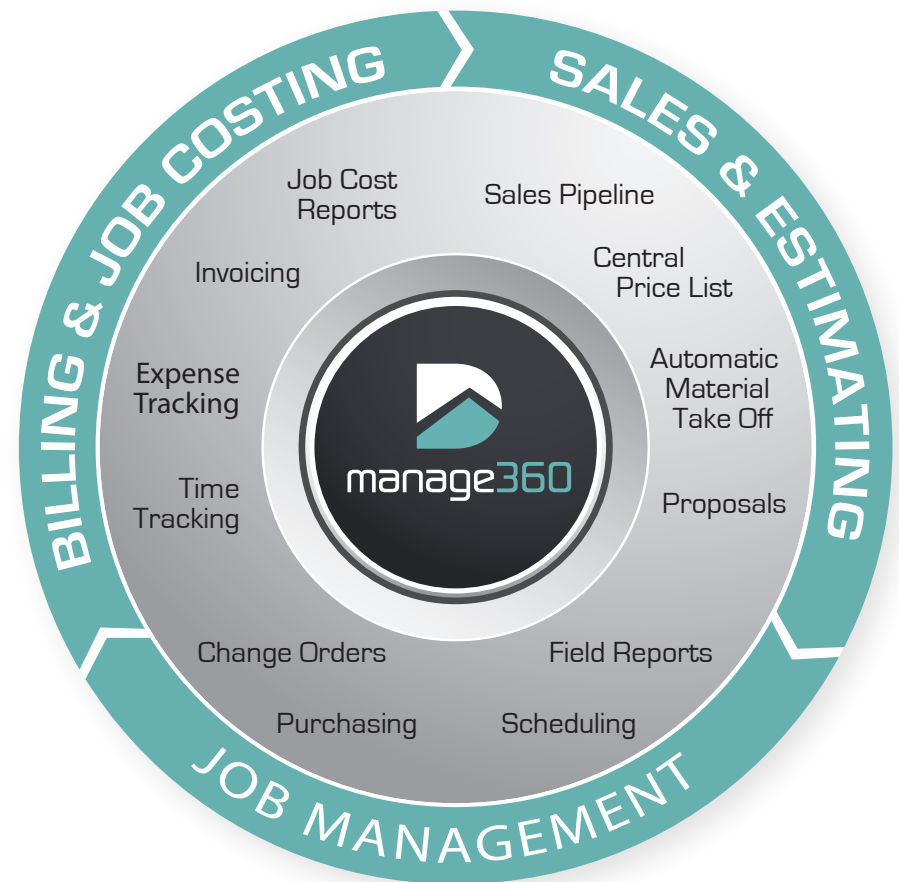 BILLING & JOB COSTING
SALES & ESTIMATING
JOB MANAGEMENT
Job Cost
Reports
Invoicing
Expense
Tracking
Time
Tracking
Sales Pipeline
Central
Price List
Automatic
Material
Take Off
Proposals
Change Orders
Purchasing
Field Reports
Scheduling
manage360